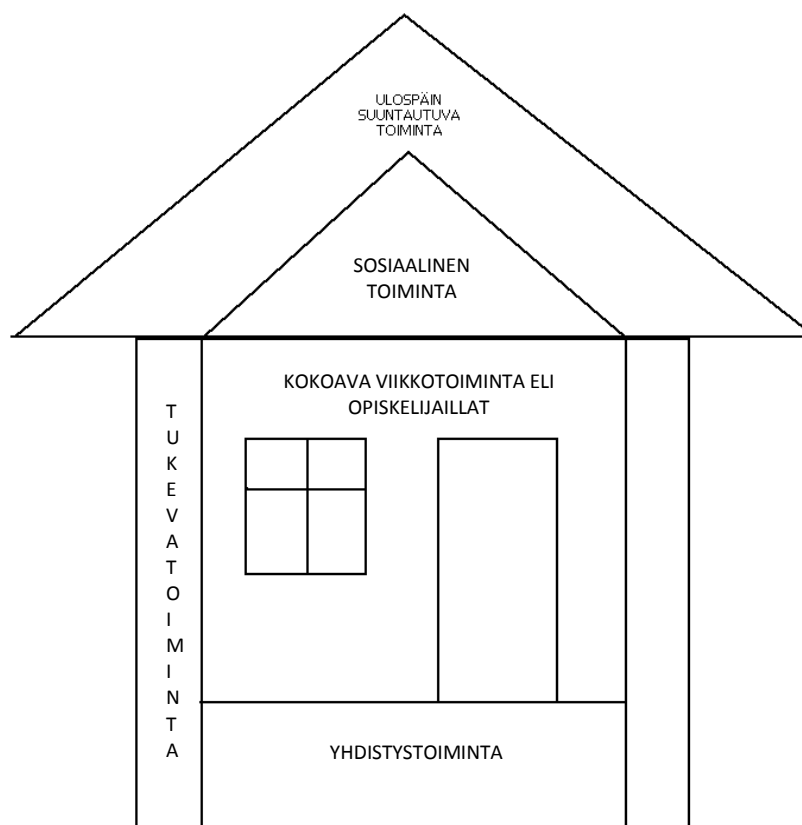 ULOSPÄIN
SUUNTAUTUVA
TOIMINTA
SOSIAALINEN
TOIMINTA
KOKOAVA VIIKKOTOIMINTA ELI
OPISKELIJAILLAT
T
U
K
E
V
A
T
O
I
M
I
N
T
A
YHDISTYSTOIMINTA